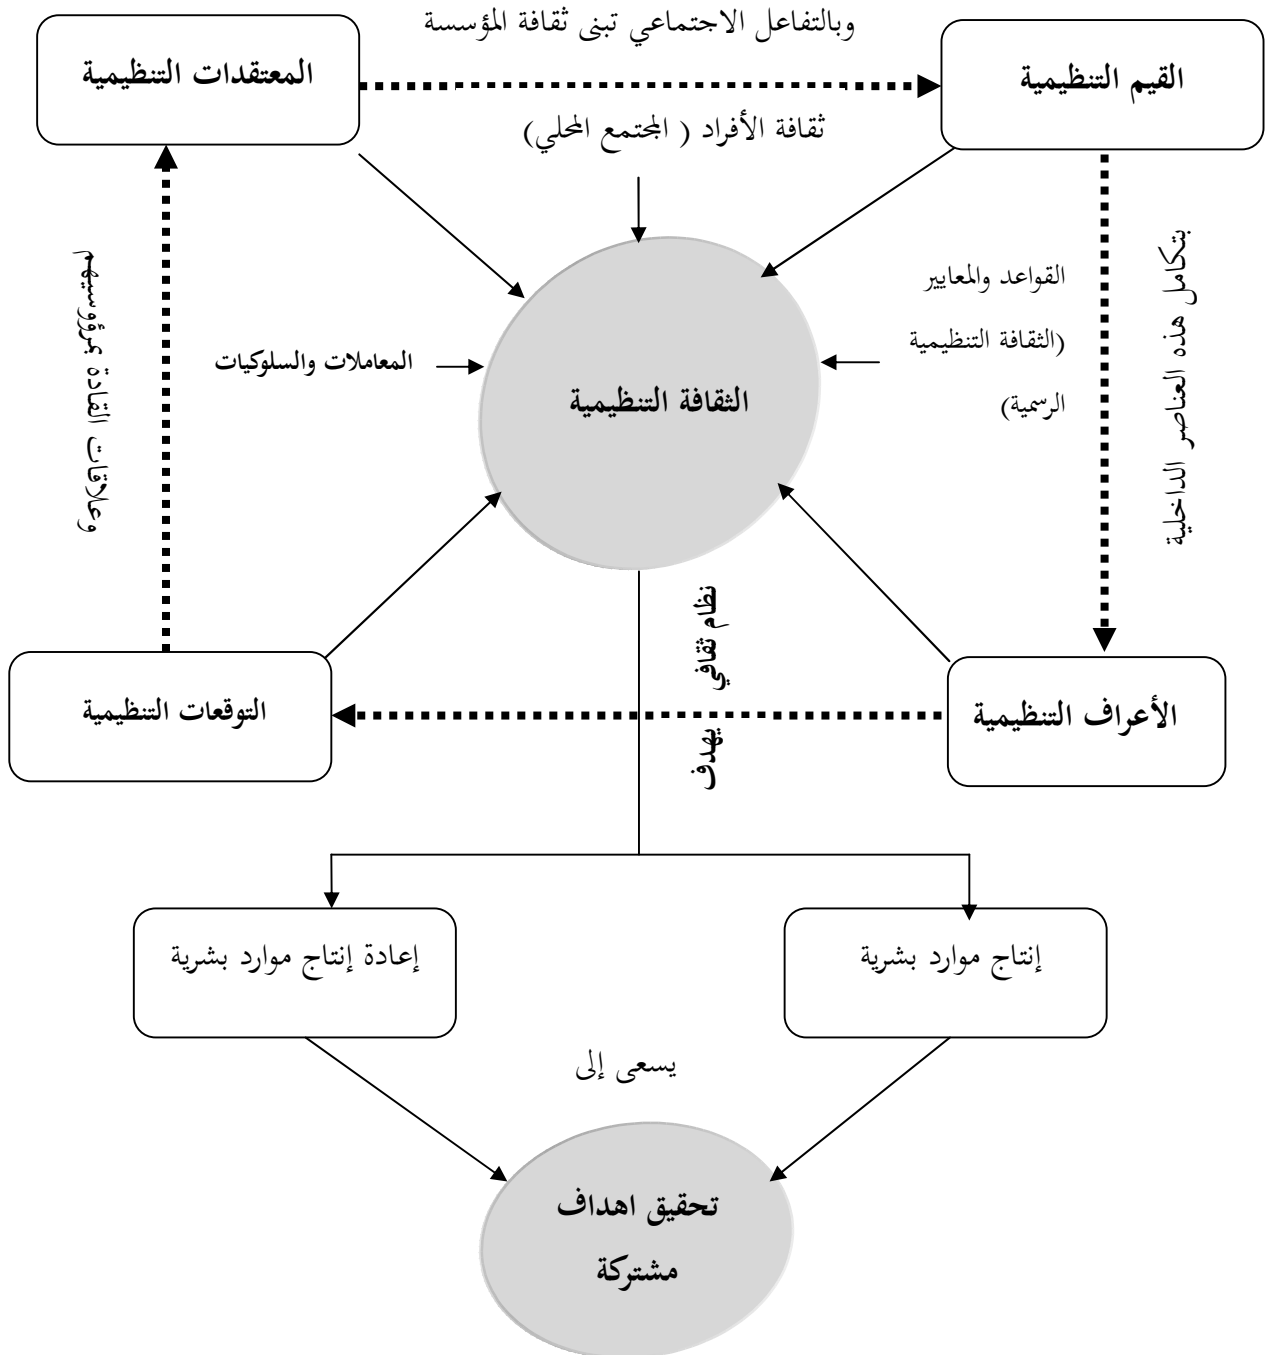 وبالتفاعل الاجتماعي تبنى ثقافة المؤسسة
القيم التنظيمية
المعتقدات التنظيمية
ثقافة الأفراد ( المجتمع المحلي)
بتكامل هذه العناصر الداخلية
القواعد والمعايير
(الثقافة التنظيمية
الرسمية)
المعاملات والسلوكيات
الثقافة التنظيمية
وعلاقات القادة بمرؤوسيهم
نظام ثقافي يهدف
الأعراف التنظيمية
التوقعات التنظيمية
إنتاج موارد بشرية
إعادة إنتاج موارد بشرية
يسعى إلى
تحقيق اهداف
مشتركة